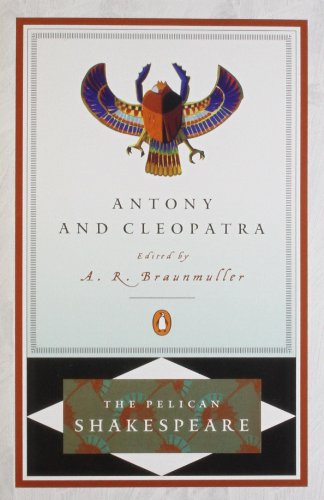 ANTONY
AND CLEOPATRA
Edited by
A. R. Braunmuller
THE PELICAN
SHAKESPEARE